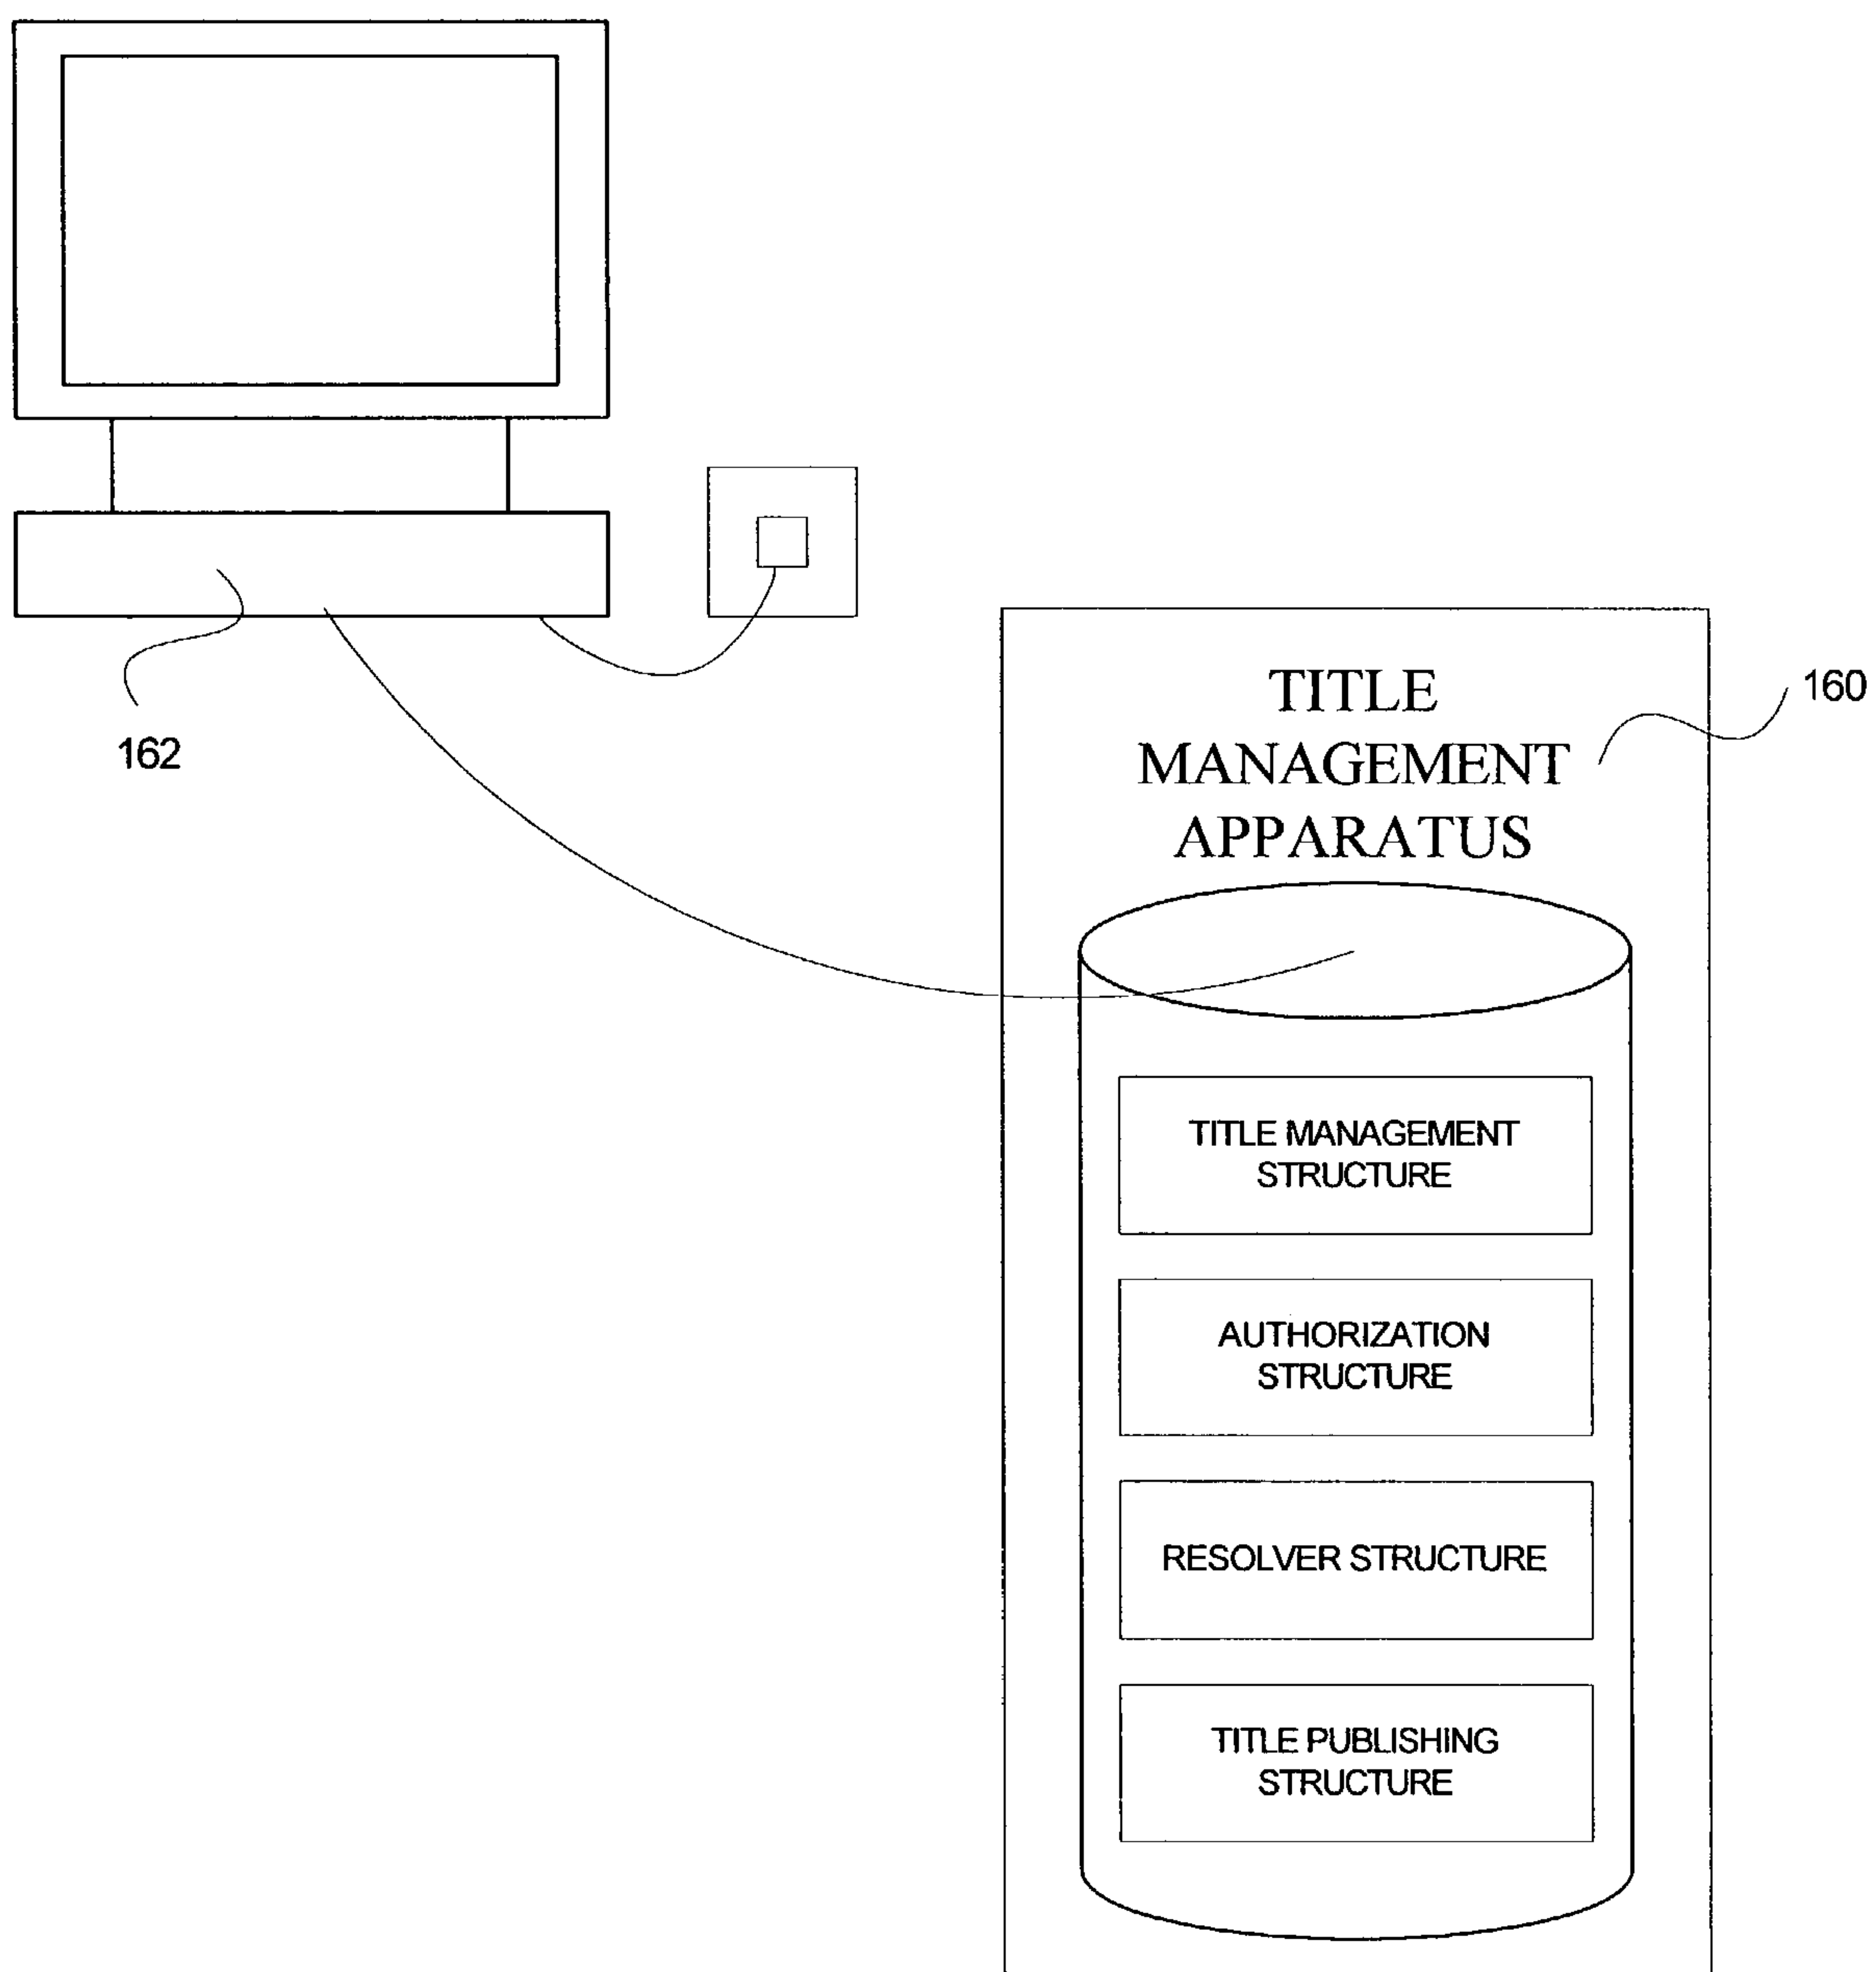 162
160
TITLE
MANAGEMENT
APPARATUS
TITLE MANAGEMENT
STRUCTURE
AUTHORIZATION
STRUCTURE
RESOLVER STRUCTURE
TITLE PUBLISHING
STRUCTURE